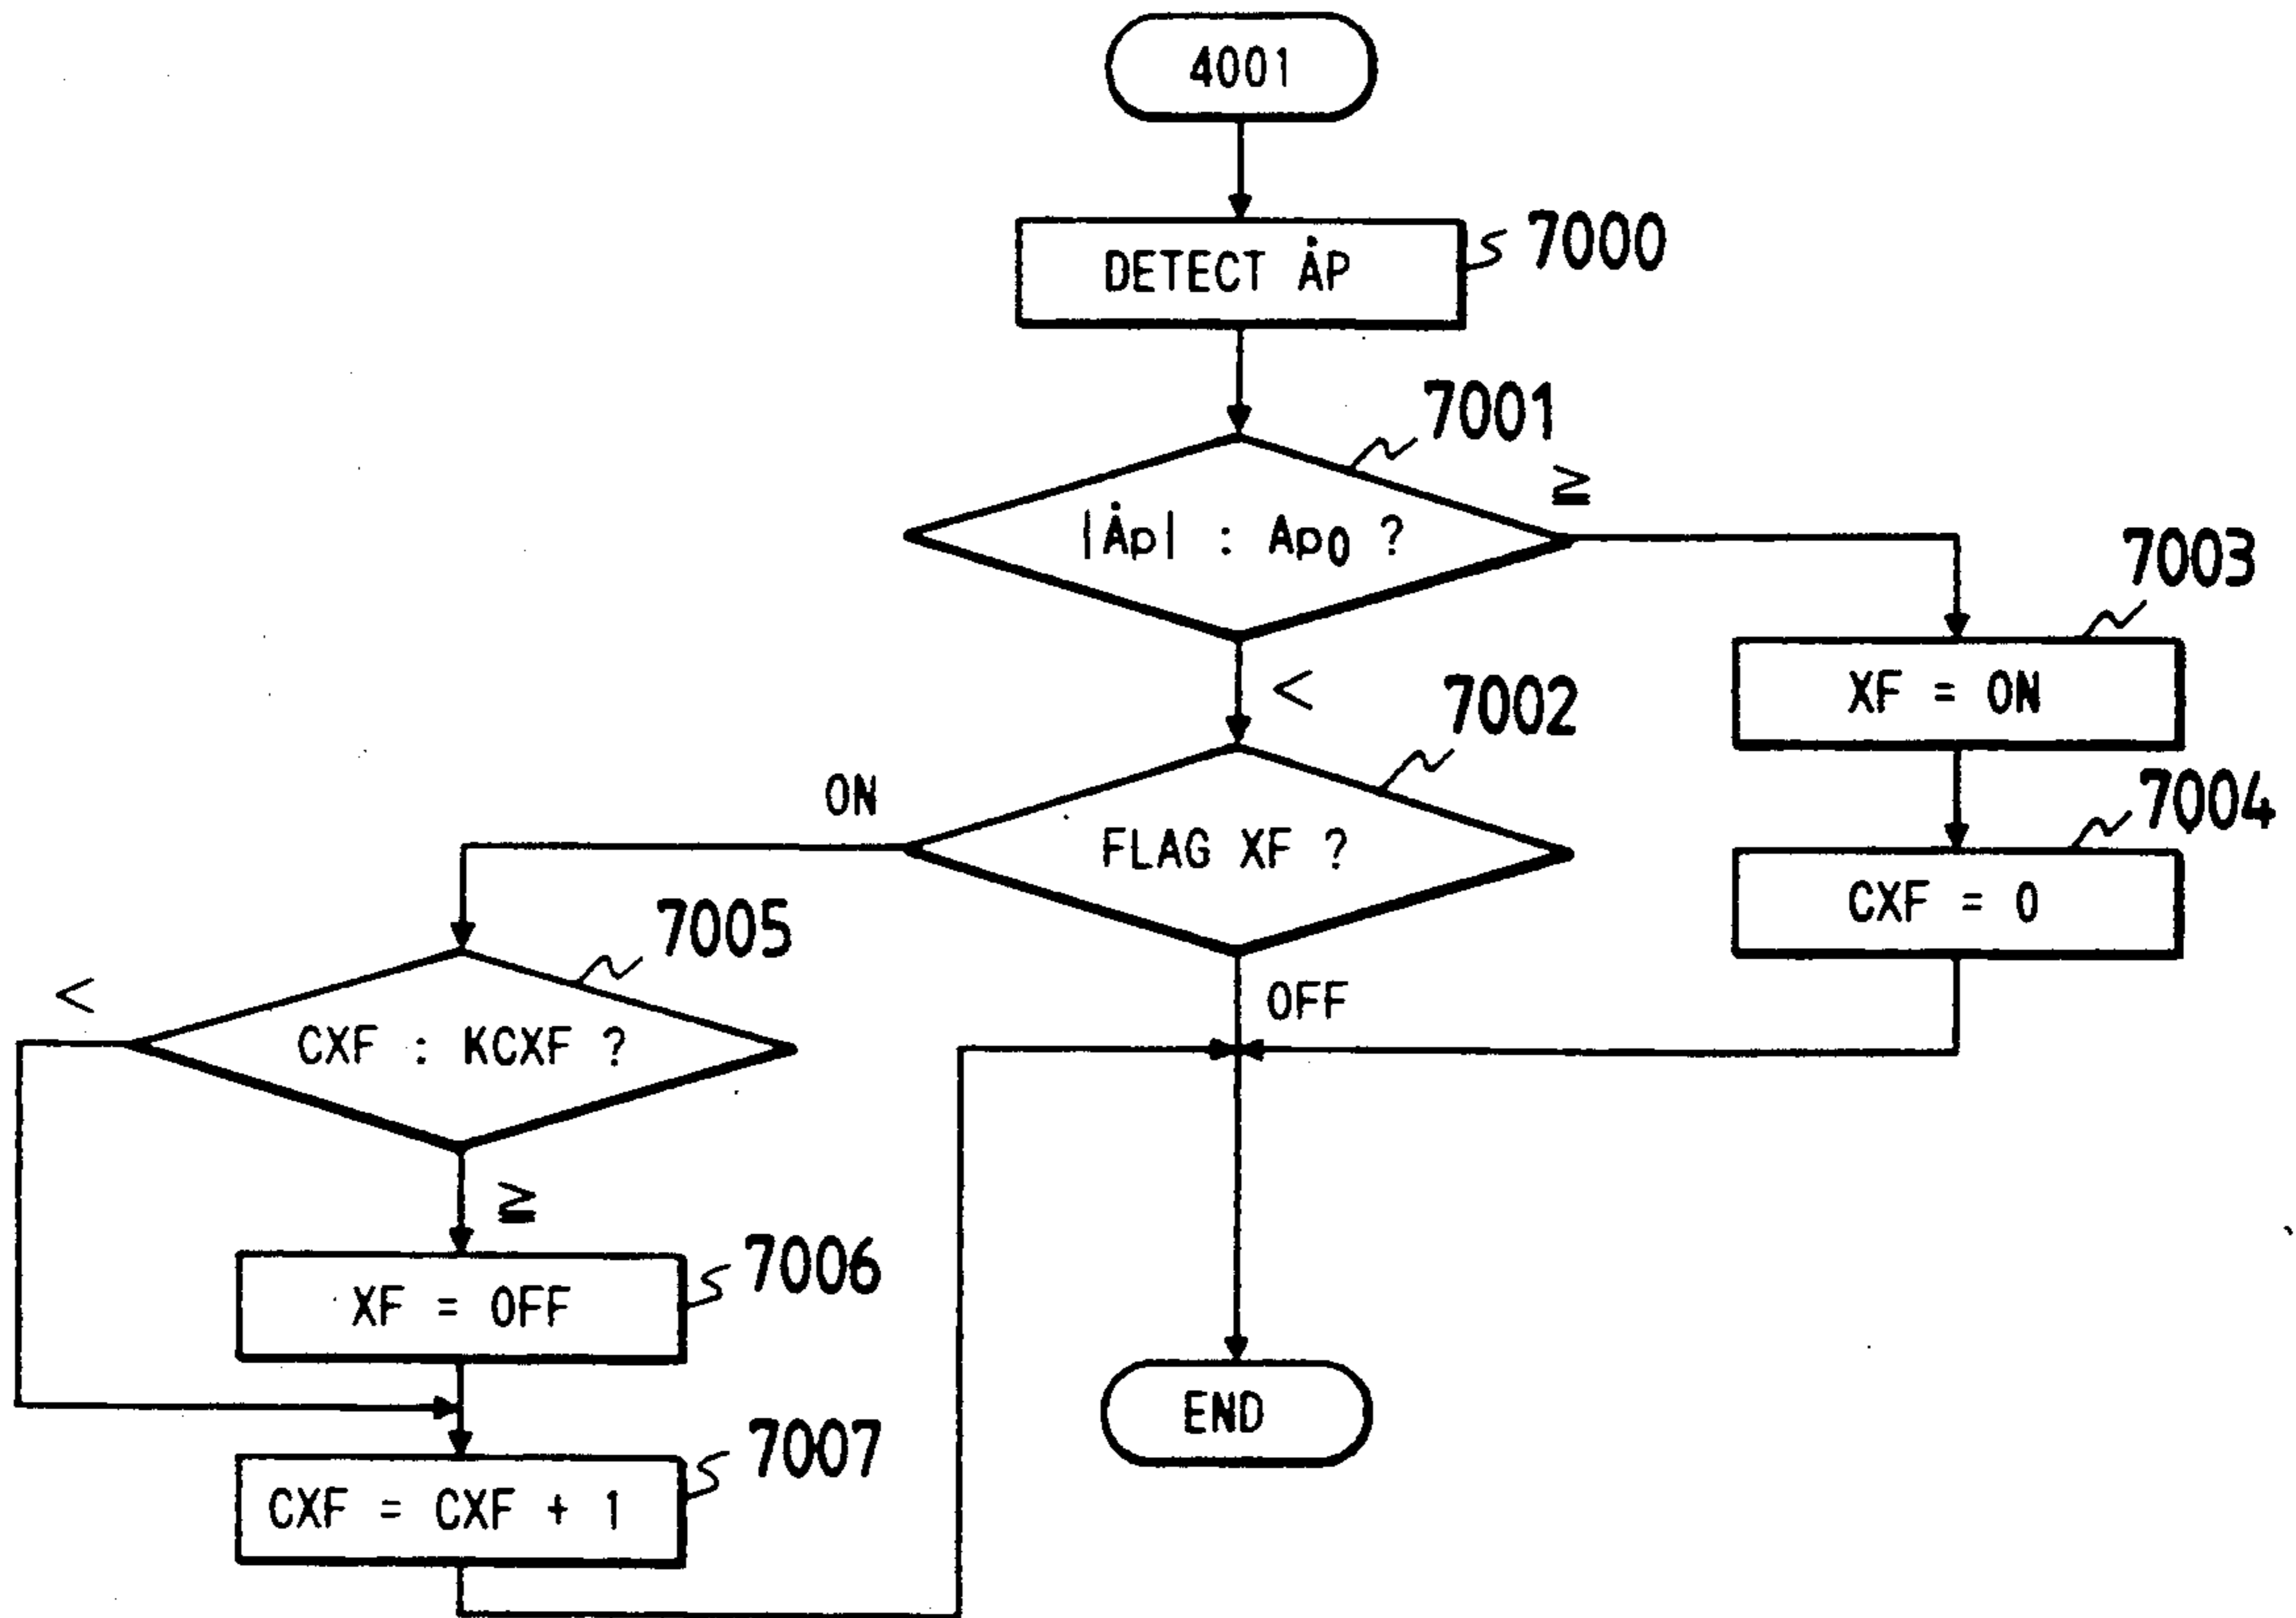 4001
DETECT ȦP
7000
7001
|Ȧp| : Ap0 ?
≧
<
7003
XF = ON
7002
FLAG XF ?
ON
OFF
7004
CXF = 0
7005
CXF : KCXF ?
<
≧
7006
XF = OFF
7007
CXF = CXF + 1
END